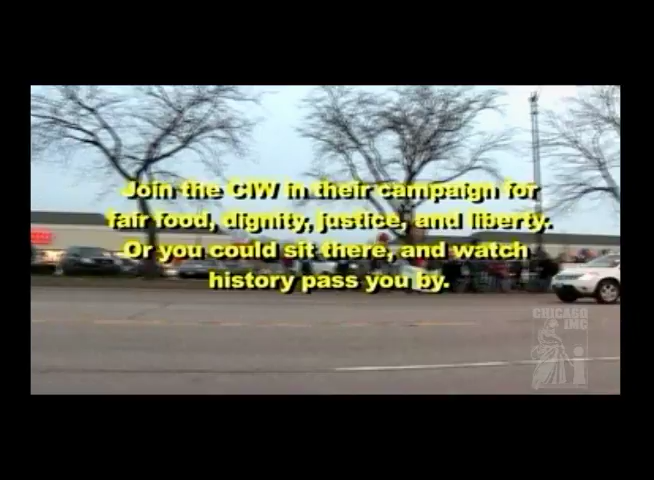 Join the CIW in their campaign for
fair food, dignity, justice, and liberty.
Or you could sit there, and watch
history pass you by.
CHICAGO
IMC